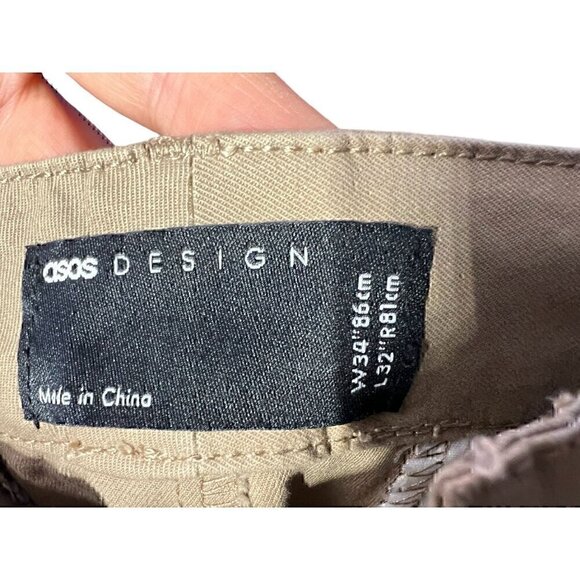 asos DESIGN
W34" 86cm
L32" R81cm
Made in China